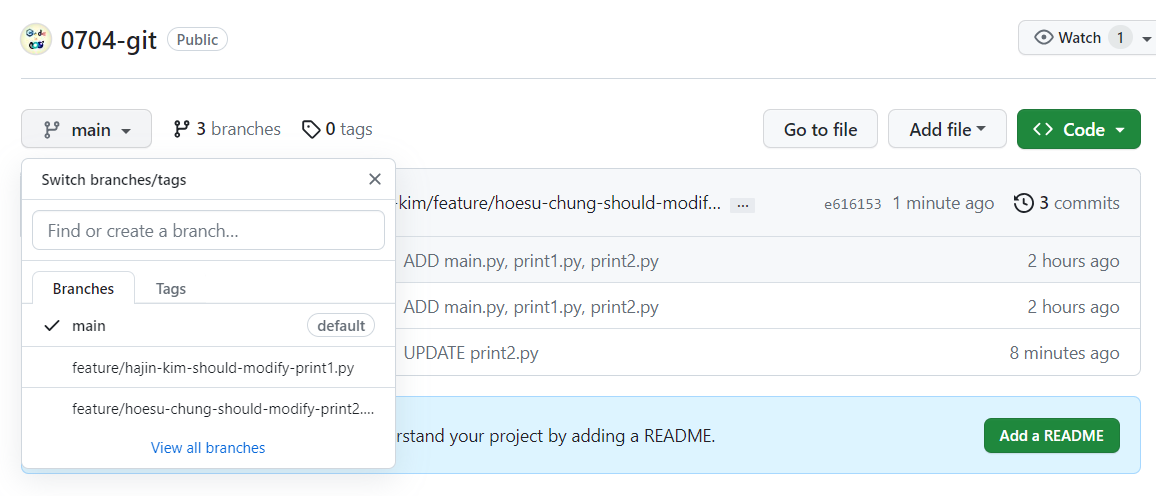 0704-git Public Watch 1
main 3 branches 0 tags Go to file Add file Code
Switch branches/tags
-kim/feature/hoesu-chung-should-modif... ... e616153 1 minute ago 3 commits
Find or create a branch...
ADD main.py, print1.py, print2.py 2 hours ago
Branches Tags
ADD main.py, print1.py, print2.py 2 hours ago
main default
UPDATE print2.py 8 minutes ago
feature/hajin-kim-should-modify-print1.py
feature/hoesu-chung-should-modify-print2....
View all branches
rstand your project by adding a README. Add a README